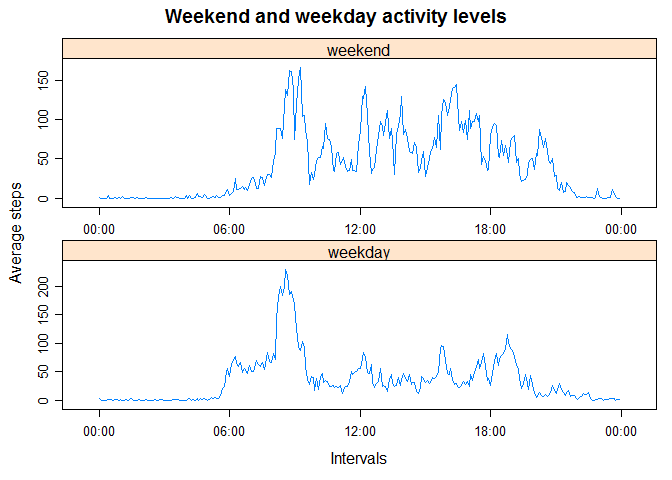 Weekend and weekday activity levels
weekend
150
100
50
0
00:00 06:00 12:00 18:00 00:00
Average steps
weekday
200
150
100
50
0
00:00 06:00 12:00 18:00 00:00
Intervals